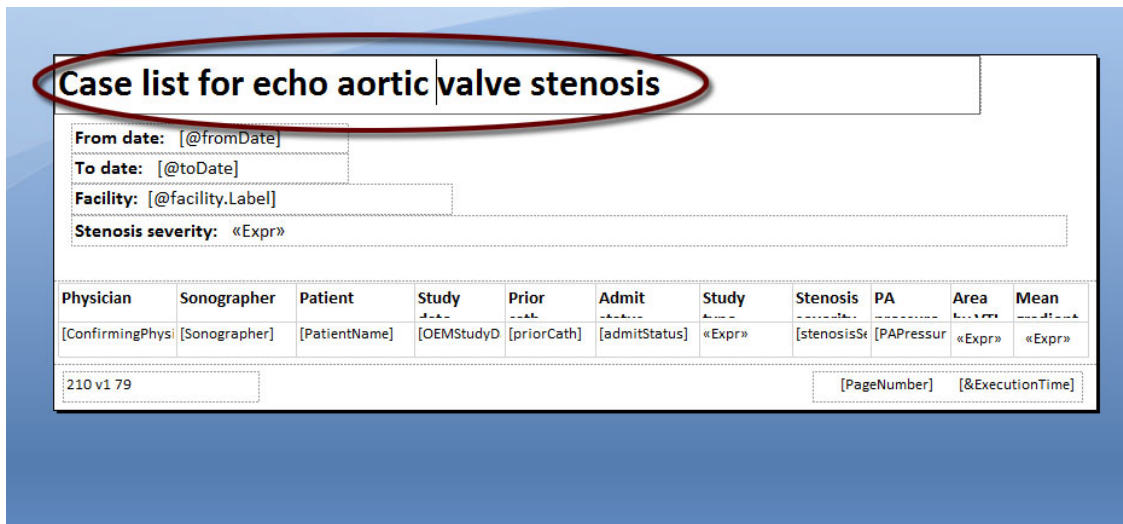 Case list for echo aortic valve stenosis
From date: [@fromDate]
To date: [@toDate]
Facility: [@facility.Label]
Stenosis severity: «Expr»
Physician Sonographer Patient Study Prior Admit Study Stenosis PA Area Mean
[ConfirmingPhysi [Sonographer] [PatientName] [OEMStudyD [priorCath] [admitStatus] «Expr» [stenosisSe [PAPressur «Expr» «Expr»
210 v1 79 [PageNumber] [&ExecutionTime]